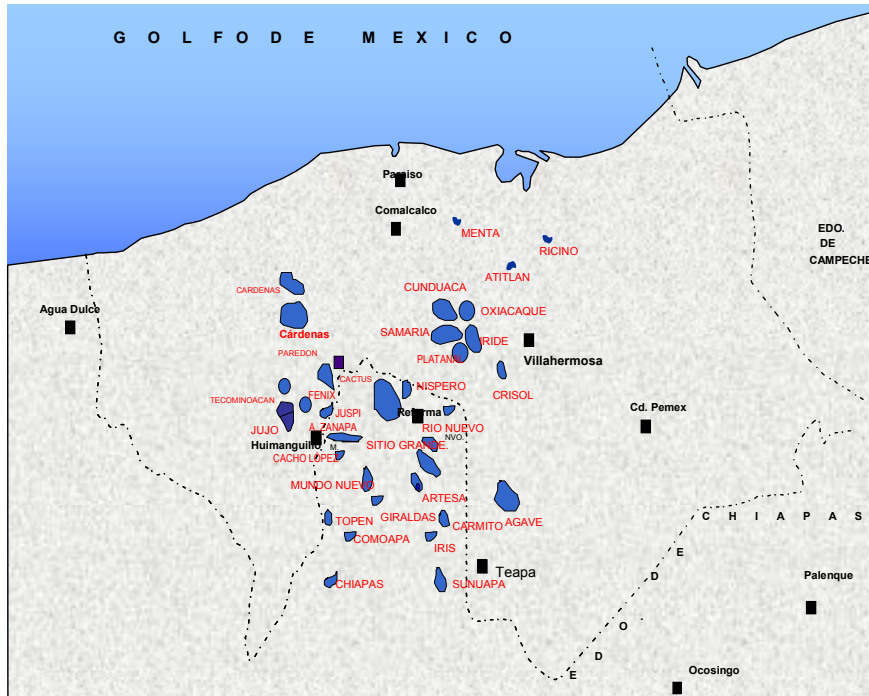 G O L F O D E M E X I C O
Paraiso
Comalcalco
MENTA
RICINO
EDO.
DE
CAMPECHE
ATITLAN
CARDENAS
CUNDUACA
Agua Dulce
OXIACAQUE
Cárdenas
SAMARIA
IRIDE
Villahermosa
PAREDON
PLATANAL
CACTUS
NISPERO
CRISOL
TECOMINOACAN
FENIX
JUSPI
Reforma
Cd. Pemex
JUJO
A. ZANAPA
RIO NUEVO
Huimanguillo
M.
SITIO GRANDE.
NVO.
CACHO LOPEZ
MUNDO NUEVO
ARTESA
AGAVE
C H I A P A S
TOPEN
GIRALDAS
CARMITO
COMOAPA
IRIS
Teapa
CHIAPAS
SUNUAPA
Palenque
E D O . D E
Ocosingo